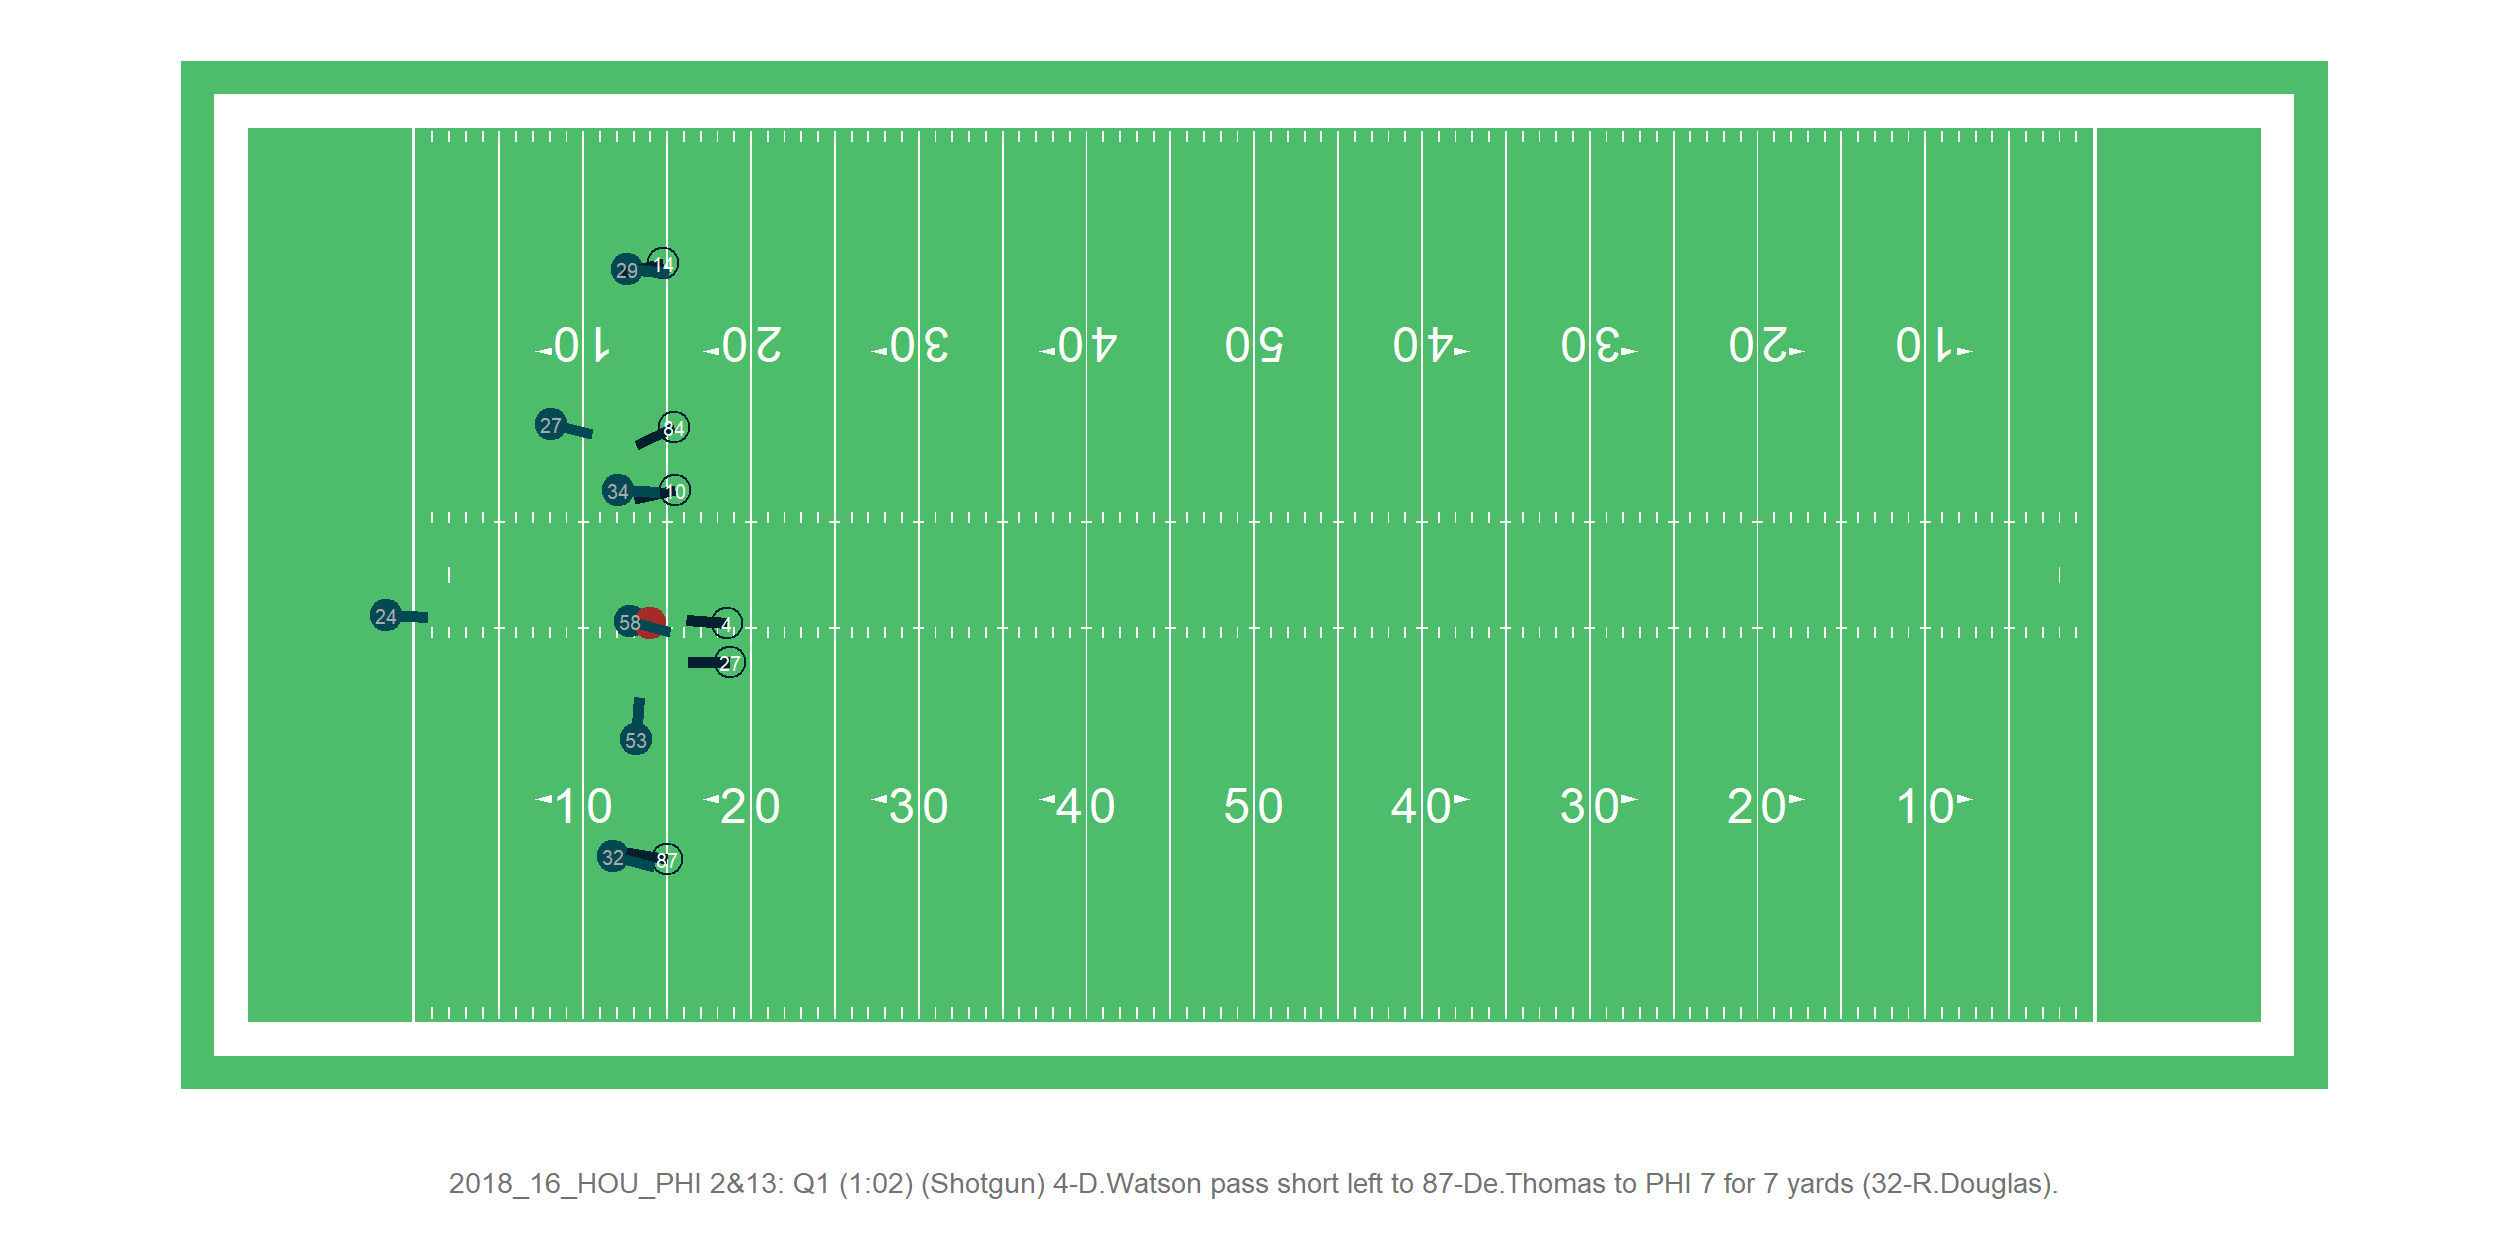 29 14
10 20 30 40 50 40 30 20 10
27 84
34 10
24 58 4
27
53
10 20 30 40 50 40 30 20 10
32 87
2018_16_HOU_PHI 2&13: Q1 (1:02) (Shotgun) 4-D.Watson pass short left to 87-De.Thomas to PHI 7 for 7 yards (32-R.Douglas).